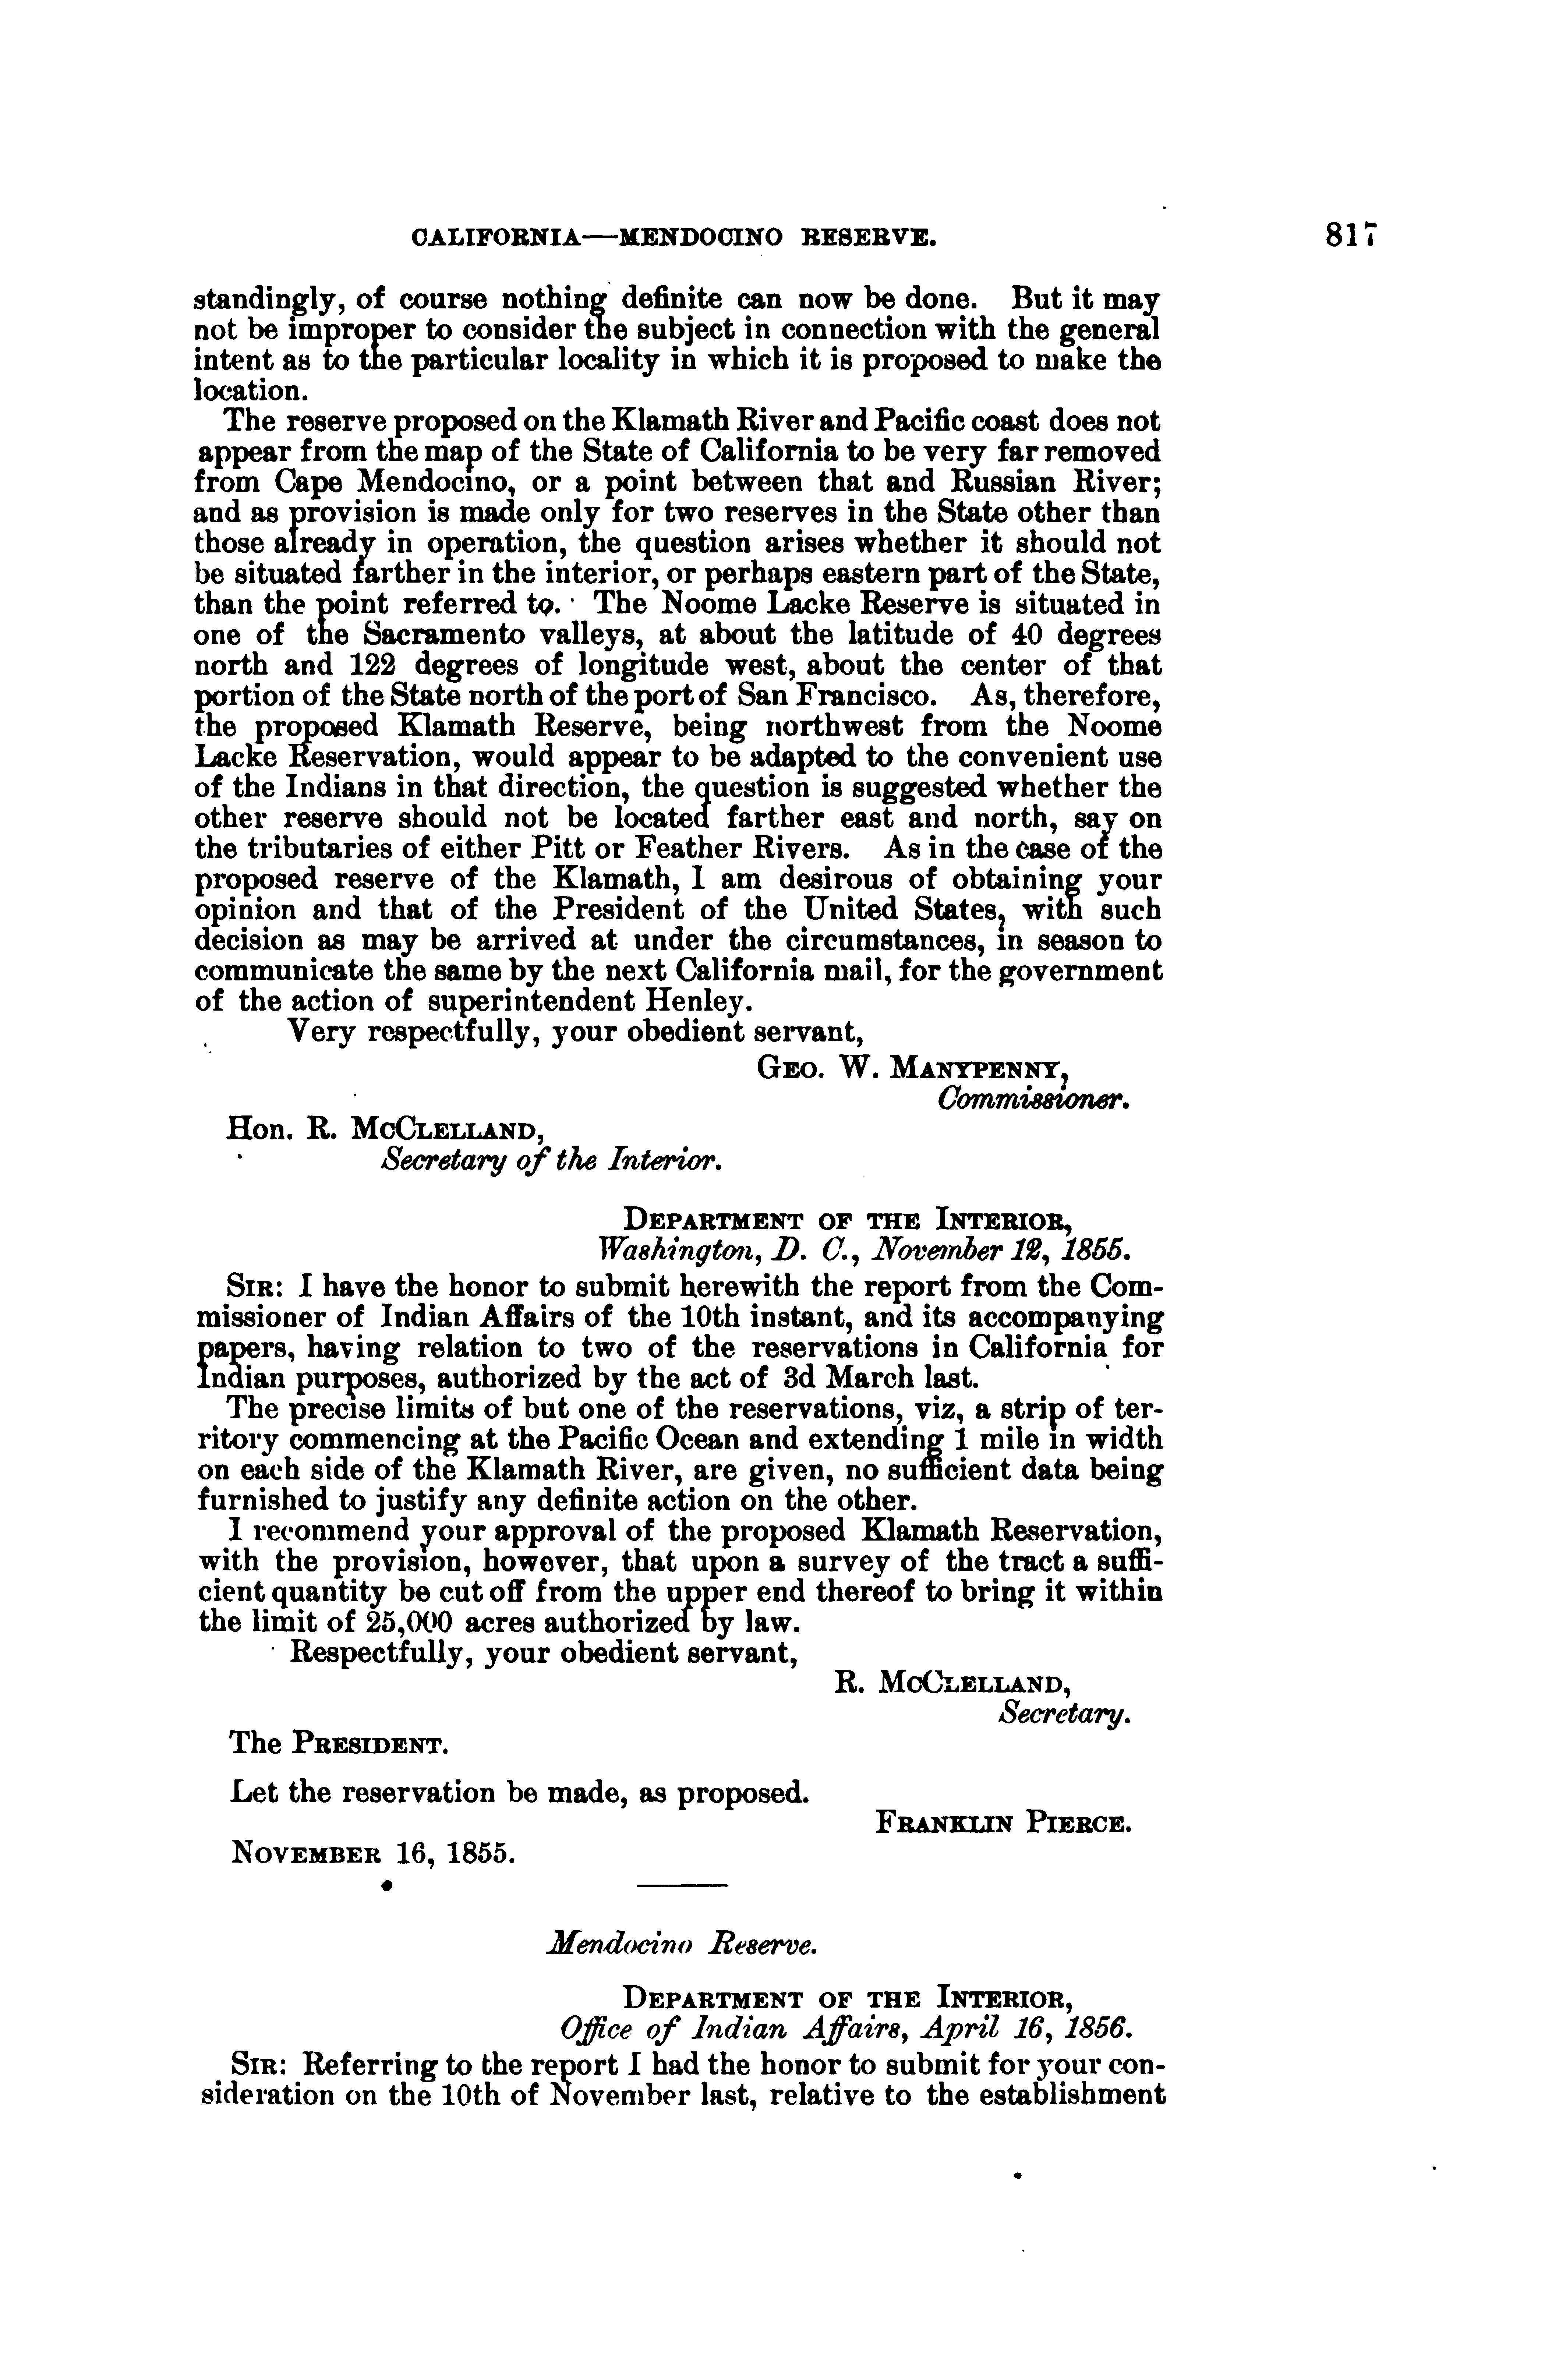 CALIFORNIA—MENDOCINO RESERVE. 817
standingly, of course nothing definite can now be done. But it may
not be improper to consider the subject in connection with the general
intent as to the particular locality in which it is proposed to make the
location.
The reserve proposed on the Klamath River and Pacific coast does not
appear from the map of the State of California to be very far removed
from Cape Mendocino, or a point between that and Russian River;
and as provision is made only for two reserves in the State other than
those already in operation, the question arises whether it should not
be situated farther in the interior, or perhaps eastern part of the State,
than the point referred to. The Noome Lacke Reserve is situated in
one of the Sacramento valleys, at about the latitude of 40 degrees
north and 122 degrees of longitude west, about the center of that
portion of the State north of the port of San Francisco. As, therefore,
the proposed Klamath Reserve, being northwest from the Noome
Lacke Reservation, would appear to be adapted to the convenient use
of the Indians in that direction, the question is suggested whether the
other reserve should not be located farther east and north, say on
the tributaries of either Pitt or Feather Rivers. As in the case of the
proposed reserve of the Klamath, I am desirous of obtaining your
opinion and that of the President of the United States, with such
decision as may be arrived at under the circumstances, in season to
communicate the same by the next California mail, for the government
of the action of superintendent Henley.
Very respectfully, your obedient servant,
GEO. W. MANYPENNY,
Commissioner.
Hon. R. MCCLELLAND,
Secretary of the Interior.
DEPARTMENT OF THE INTERIOR,
Washington, D. C., November 12, 1855.
SIR: I have the honor to submit herewith the report from the Com-
missioner of Indian Affairs of the 10th instant, and its accompanying
papers, having relation to two of the reservations in California for
Indian purposes, authorized by the act of 3d March last.
The precise limits of but one of the reservations, viz, a strip of ter-
ritory commencing at the Pacific Ocean and extending 1 mile in width
on each side of the Klamath River, are given, no sufficient data being
furnished to justify any definite action on the other.
I recommend your approval of the proposed Klamath Reservation,
with the provision, however, that upon a survey of the tract a suffi-
cient quantity be cut off from the upper end thereof to bring it within
the limit of 25,000 acres authorized by law.
Respectfully, your obedient servant,
R. MCCLELLAND,
Secretary.
The PRESIDENT.
Let the reservation be made, as proposed.
FRANKLIN PIERCE.
NOVEMBER 16, 1855.
Mendocino Reserve.
DEPARTMENT OF THE INTERIOR,
Office of Indian Affairs, April 16, 1856.
SIR: Referring to the report I had the honor to submit for your con-
sideration on the 10th of November last, relative to the establishment